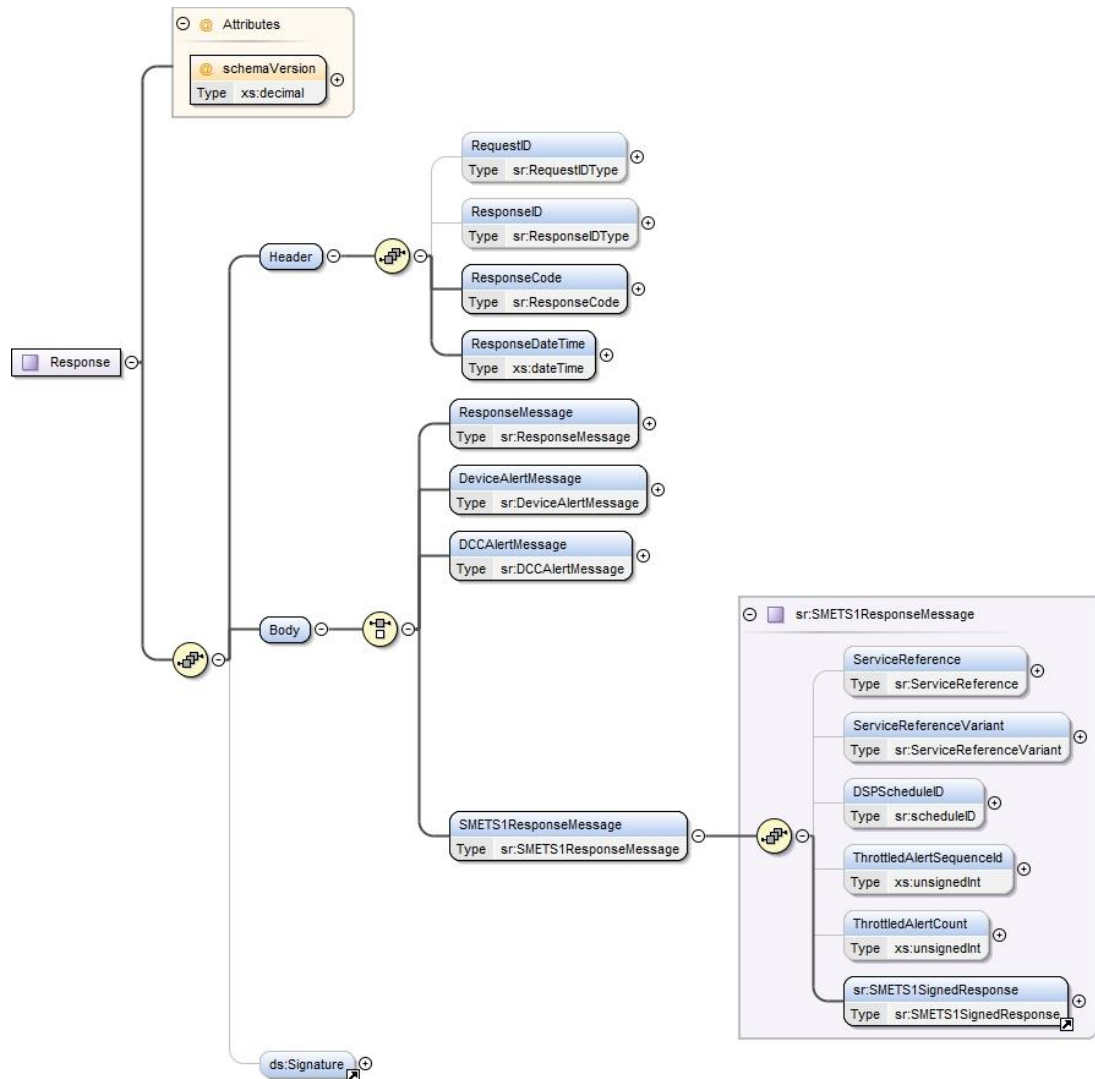 @ Attributes
@ schemaVersion
Type xs:decimal
RequestID
Type sr:RequestIDType
ResponseID
Type sr:ResponseIDType
Header
ResponseCode
Type sr:ResponseCode
ResponseDateTime
Type xs:dateTime
Response
ResponseMessage
Type sr:ResponseMessage
DeviceAlertMessage
Type sr:DeviceAlertMessage
DCCAlertMessage
Type sr:DCCAlertMessage
Body
sr:SMETS1ResponseMessage
ServiceReference
Type sr:ServiceReference
ServiceReferenceVariant
Type sr:ServiceReferenceVariant
DSPScheduleID
Type sr:scheduleID
SMETS1ResponseMessage
Type sr:SMETS1ResponseMessage
ThrottledAlertSequenceId
Type xs:unsignedInt
ThrottledAlertCount
Type xs:unsignedInt
sr:SMETS1SignedResponse
Type sr:SMETS1SignedResponse
ds:Signature